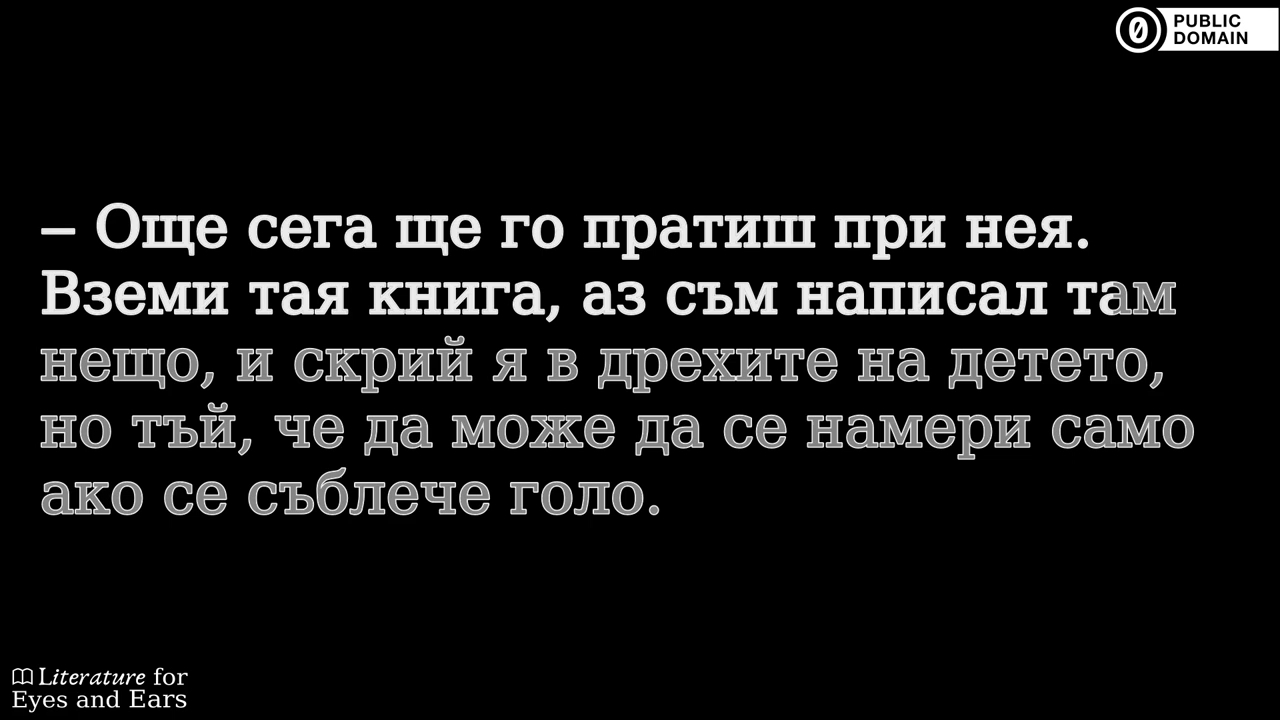 PUBLIC
DOMAIN
– Още сега ще го пратиш при нея.
Вземи тая книга, аз съм написал там
нещо, и скрий я в дрехите на детето,
но тъй, че да може да се намери само
ако се съблече голо.
Literature for
Eyes and Ears